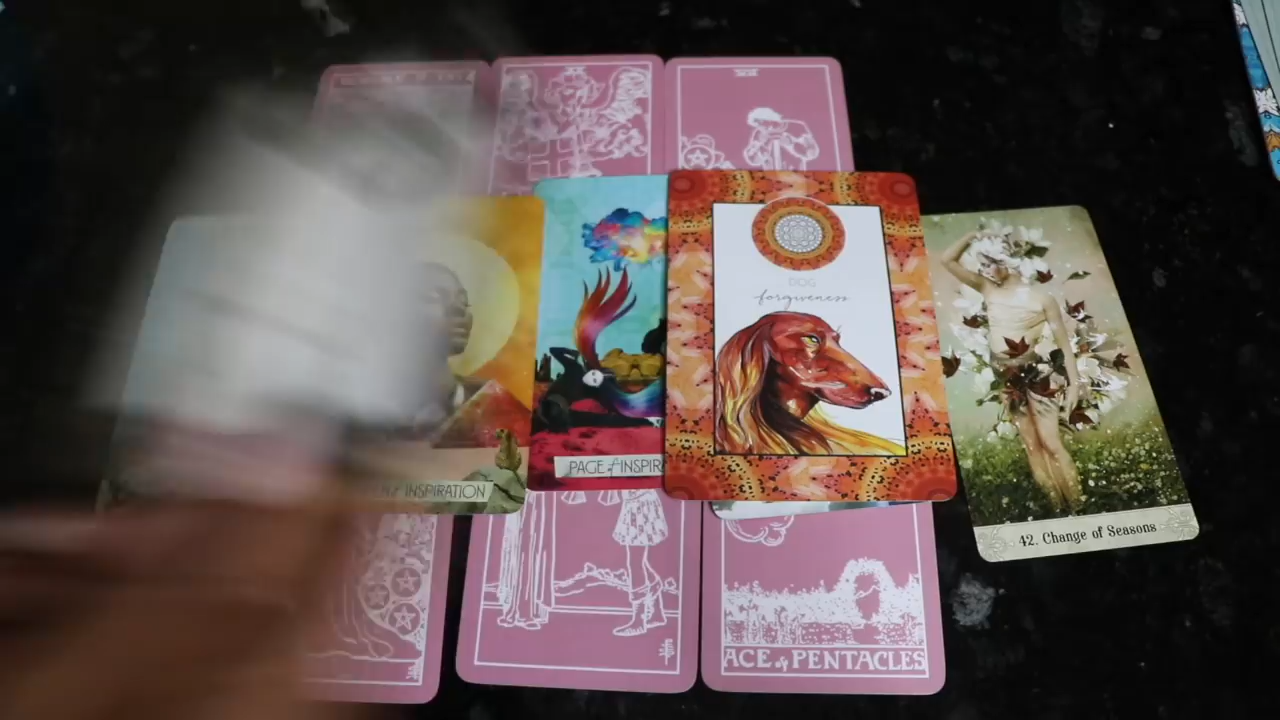 INSPIRATION
PAGE of INSPIR
DOG
forgiveness
42. Change of Seasons
ACE of PENTACLES